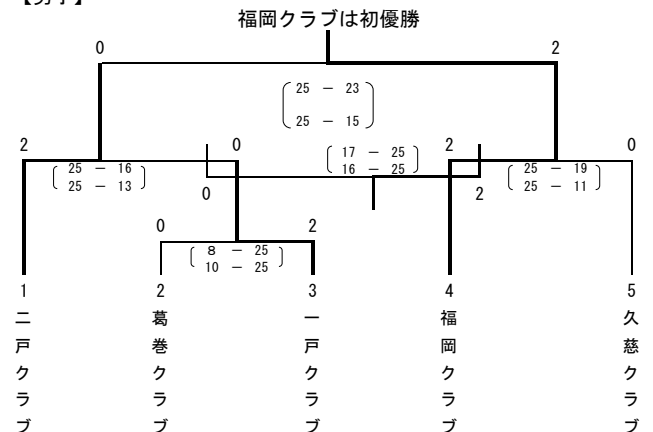 福岡クラブは初優勝
0 2
25 － 23
25 － 15
2 0 2 0
17 － 25
16 － 25
25 － 16
25 － 13
25 － 19
25 － 11
0 2
0 2
8 － 25
10 － 25
1 2 3 4 5
二戸クラブ
葛巻クラブ
一戸クラブ
福岡クラブ
久慈クラブ